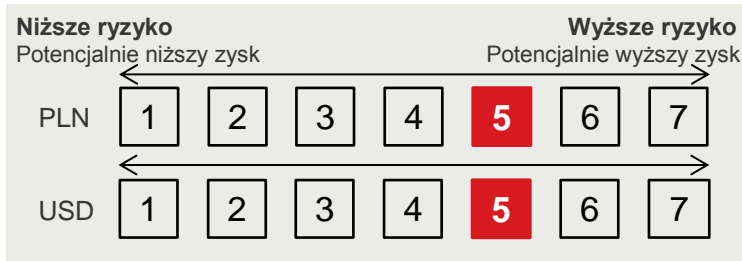 Niższe ryzyko Wyższe ryzyko
Potencjalnie niższy zysk Potencjalnie wyższy zysk
PLN 1 2 3 4 5 6 7
USD 1 2 3 4 5 6 7